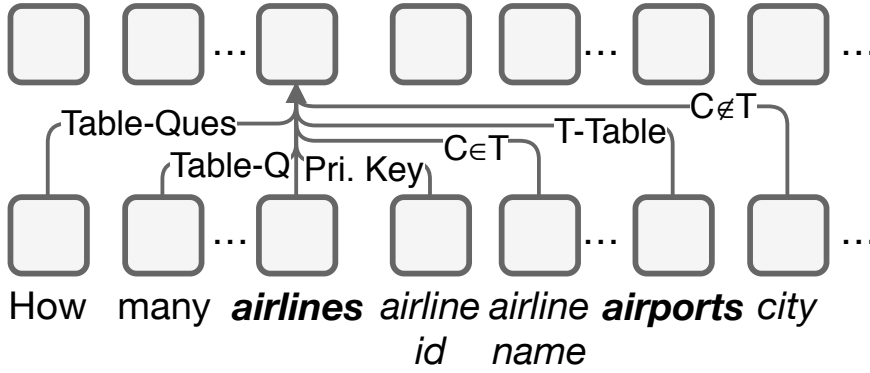 ... ... ...
C∉T
Table-Ques T-Table
C∈T
Table-Q Pri. Key
... ... ...
How many airlines airline airline airports city
id name